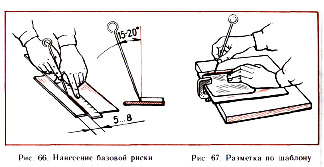 15-20°
5...8
Рис 66. Нанесение базовой риски
Рис. 67. Разметка по шаблону